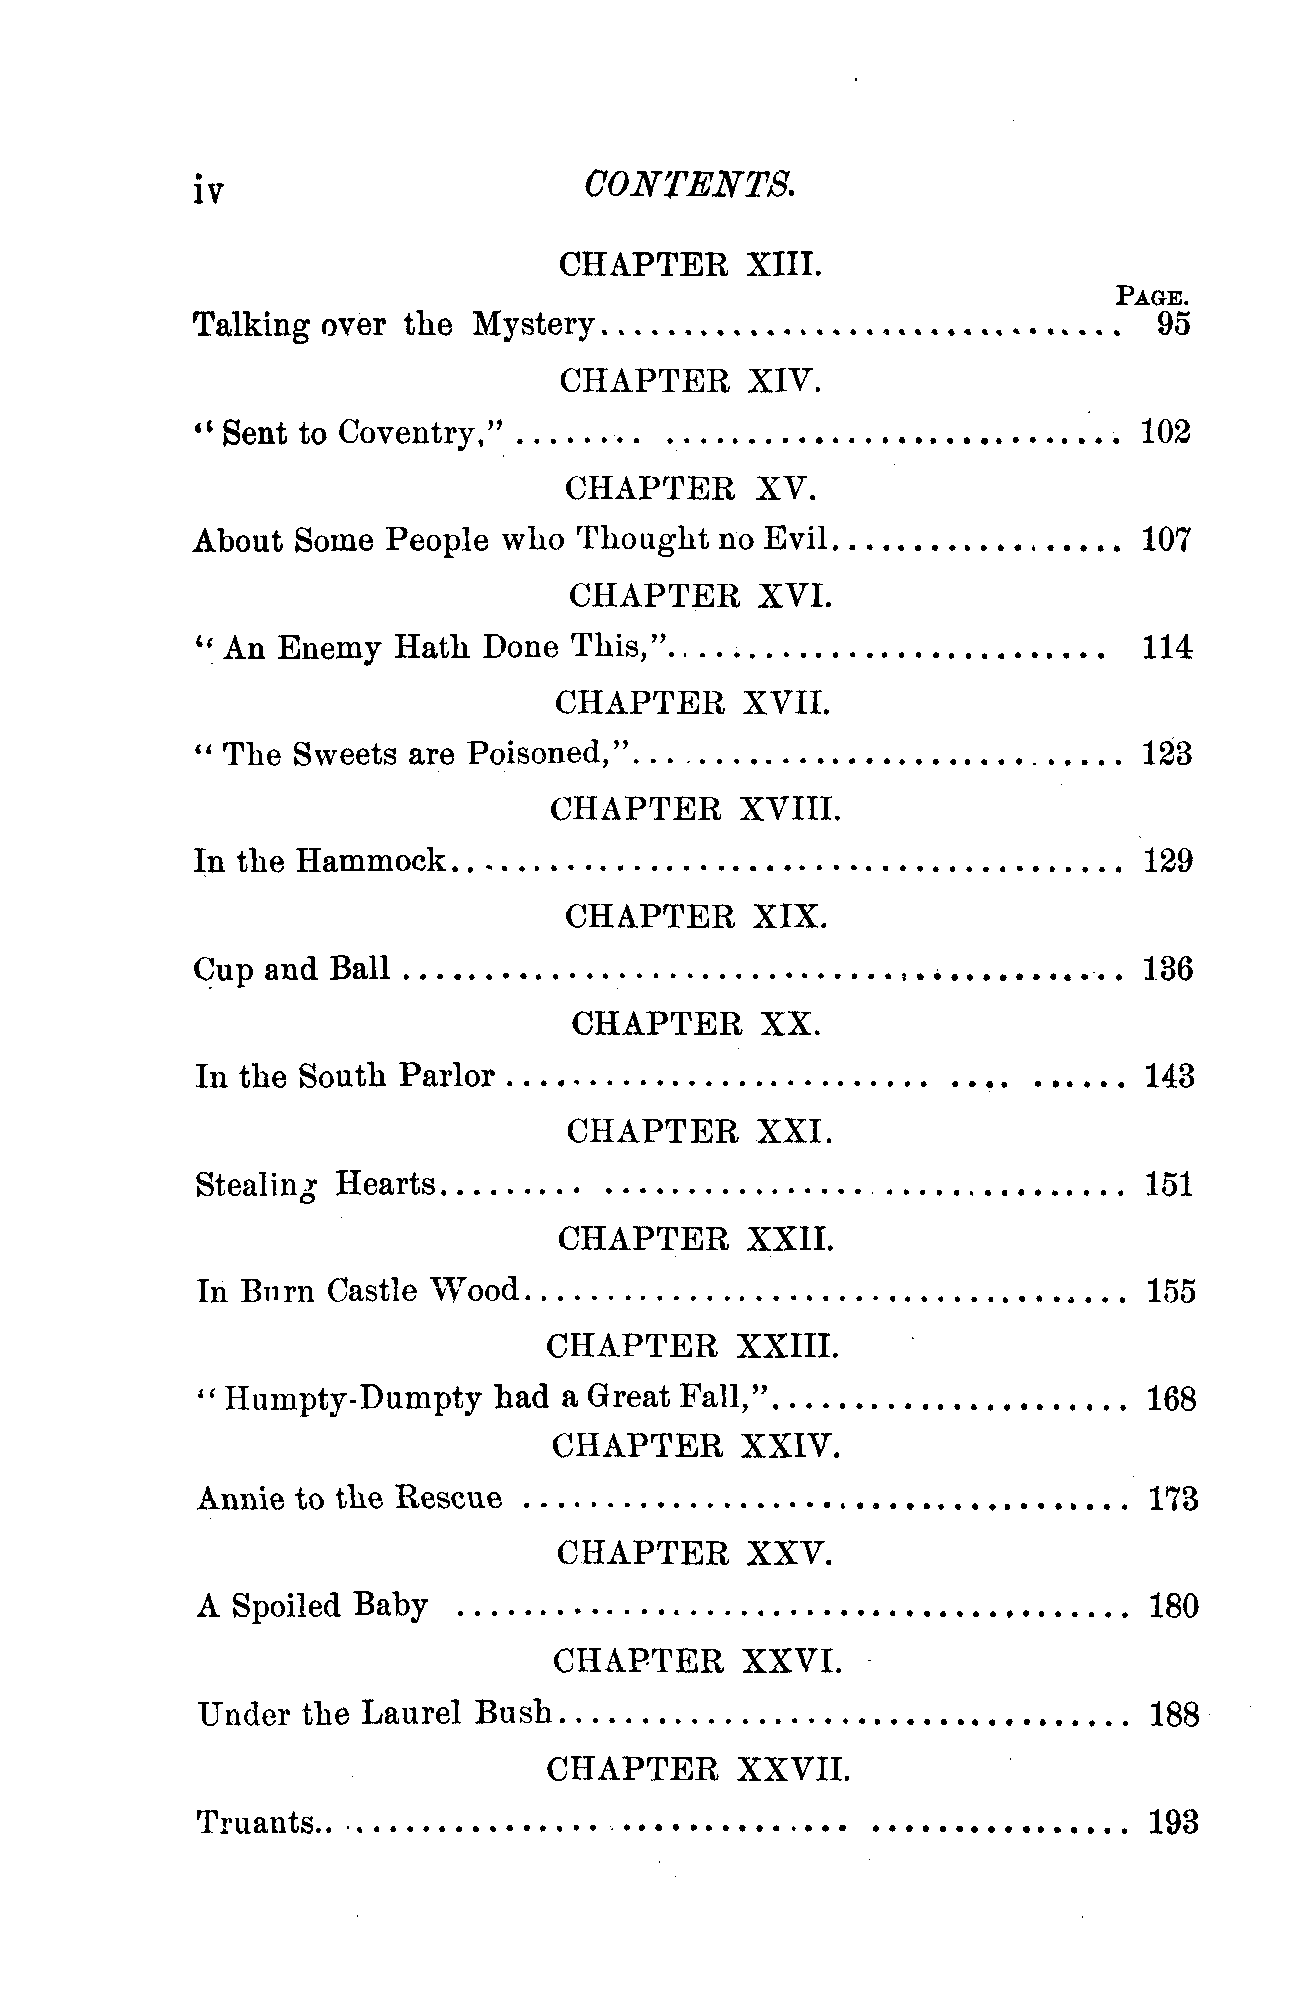 iv CONTENTS.
CHAPTER XIII.
PAGE.
Talking over the Mystery................................ 95
CHAPTER XIV.
“ Sent to Coventry,” ........ ............................ 102
CHAPTER XV.
About Some People who Thought no Evil.................. 107
CHAPTER XVI.
“ An Enemy Hath Done This,”........................... 114
CHAPTER XVII.
“ The Sweets are Poisoned,”.............................. 123
CHAPTER XVIII.
In the Hammock......................................... 129
CHAPTER XIX.
Cup and Ball ............................................ 136
CHAPTER XX.
In the South Parlor .......................... .... ...... 143
CHAPTER XXI.
Stealing Hearts......... ................ ............... 151
CHAPTER XXII.
In Burn Castle Wood..................................... 155
CHAPTER XXIII.
“ Humpty-Dumpty had a Great Fall,”...................... 168
CHAPTER XXIV.
Annie to the Rescue ..................................... 173
CHAPTER XXV.
A Spoiled Baby ......................................... 180
CHAPTER XXVI.
Under the Laurel Bush................................... 188
CHAPTER XXVII.
Truants.. ................ .............. ................ 193